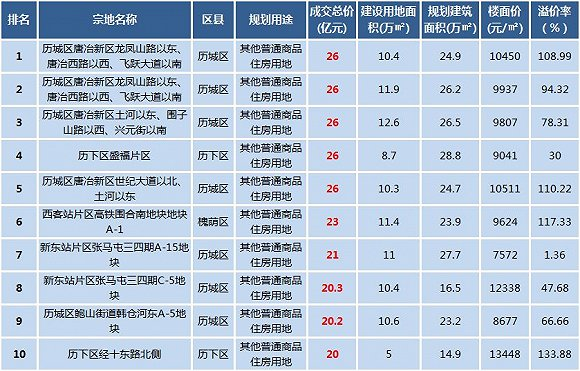 排名 宗地名称 区县 规划用途 成交总价(亿元) 建设用地面积(万㎡) 规划建筑面积(万㎡) 楼面价(元/㎡) 溢价率(%)
1 历城区唐冶新区龙凤山路以东、唐冶西路以西、飞跃大道以南 历城区 其他普通商品住房用地 26 10.4 24.9 10450 108.99
2 历城区唐冶新区龙凤山路以东、唐冶西路以西、飞跃大道以南 历城区 其他普通商品住房用地 26 11.9 26.2 9937 94.32
3 历城区唐冶新区土河以东、围子山路以西、兴元街以南 历城区 其他普通商品住房用地 26 12.6 26.5 9807 78.31
4 历下区盛福片区 历下区 其他普通商品住房用地 26 8.7 28.8 9041 30
5 历城区唐冶新区世纪大道以北、土河以东 历城区 其他普通商品住房用地 26 10.3 24.7 10511 110.22
6 西客站片区高铁围合南地块地块A-1 槐荫区 其他普通商品住房用地 23 11.4 23.9 9624 117.33
7 新东站片区张马屯三四期A-15地块 历城区 其他普通商品住房用地 21 11 27.7 7572 1.36
8 新东站片区张马屯三四期C-5地块 历城区 其他普通商品住房用地 20.3 10.4 16.5 12338 47.68
9 历城区鲍山街道韩仓河东A-5地块 历城区 其他普通商品住房用地 20.2 10.6 23.2 8677 66.66
10 历下区经十东路北侧 历下区 其他普通商品住房用地 20 5 14.9 13448 133.88